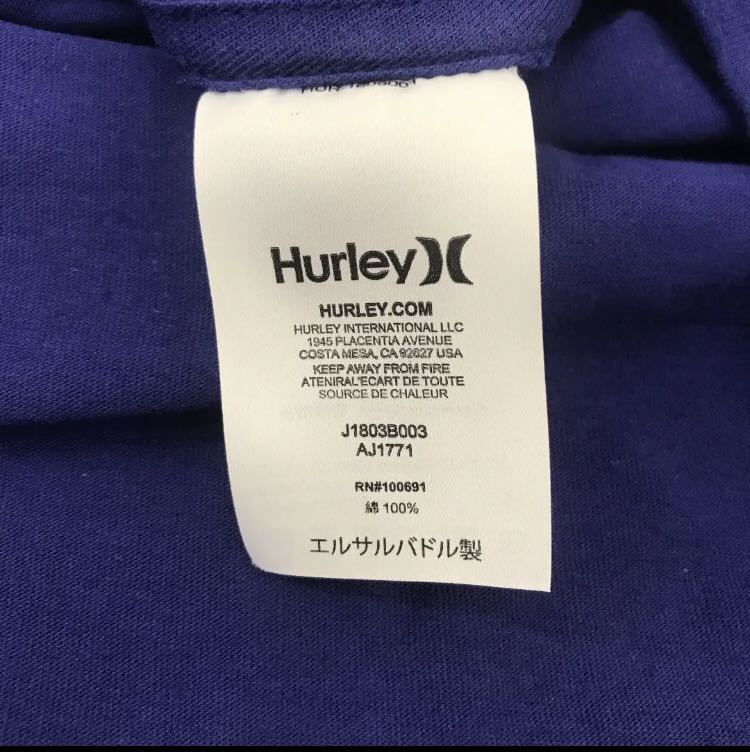 Hurley
HURLEY.COM
HURLEY INTERNATIONAL LLC
1945 PLACENTIA AVENUE
COSTA MESA, CA 92627 USA
KEEP AWAY FROM FIRE
ATENIRAL'ECART DE TOUTE
SOURCE DE CHALEUR
J1803B003
AJ1771
RN#100691
綿 100%
エルサルバドル製